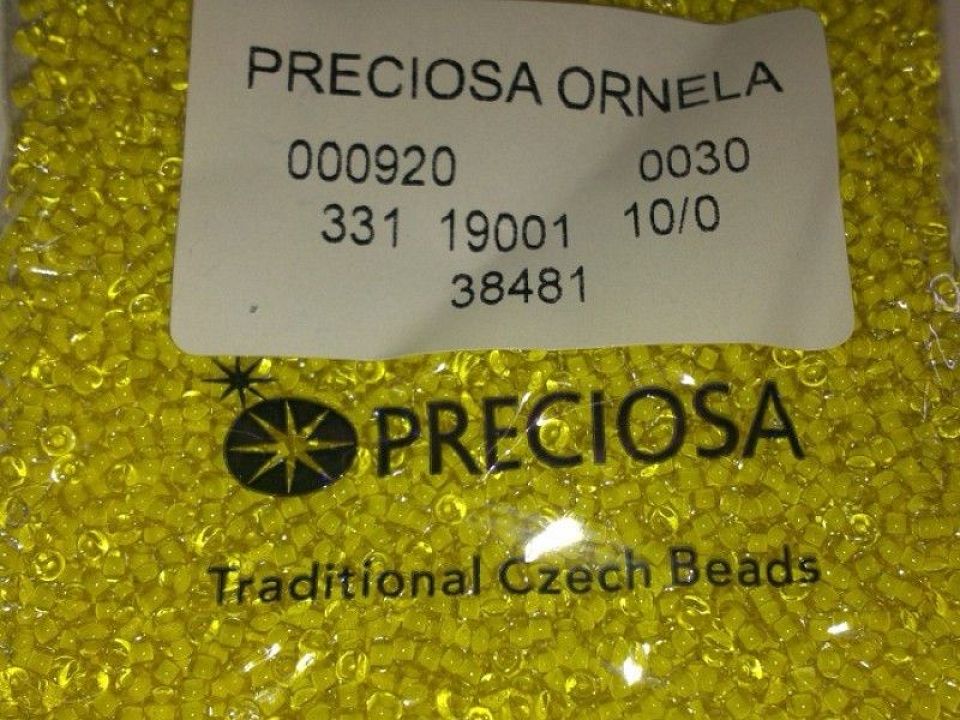 PRECIOSA ORNELA
000920 0030
331 19001 10/0
38481
PRECIOSA
Traditional Czech Beads